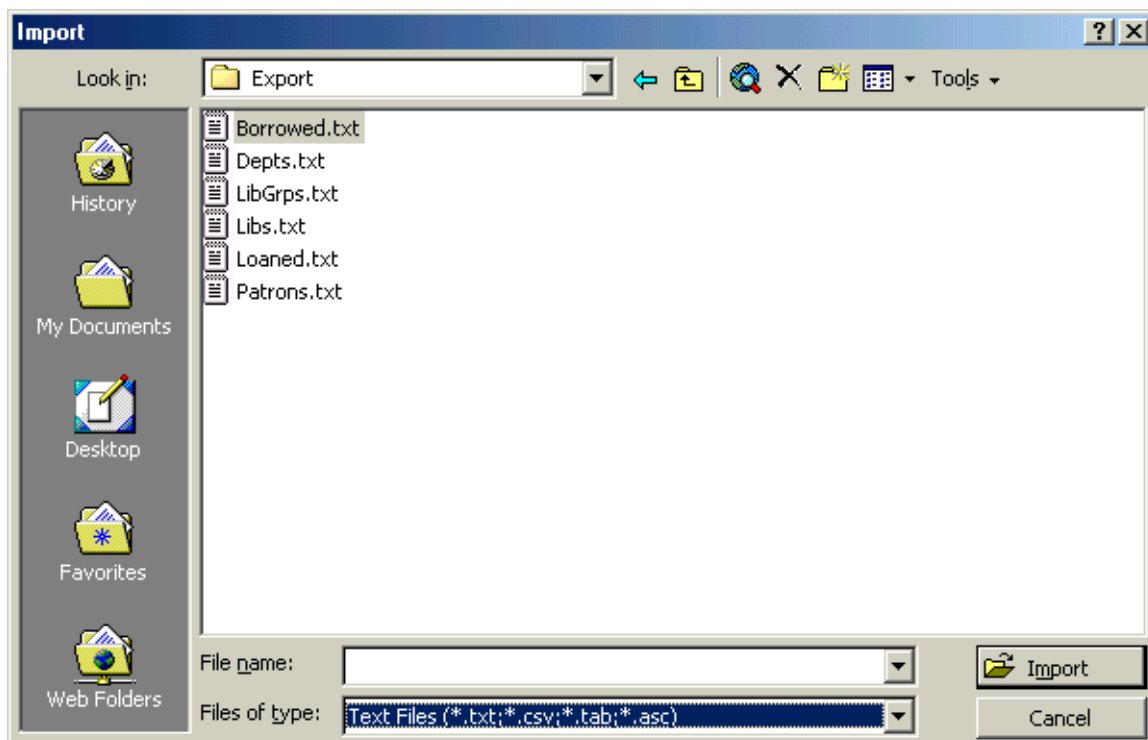 Import
Look in: Export Tools
Borrowed.txt
Depts.txt
LibGrps.txt
Libs.txt
Loaned.txt
Patrons.txt
History
My Documents
Desktop
Favorites
Web Folders
File name: Import
Files of type: Text Files (*.txt;*.csv;*.tab;*.asc) Cancel